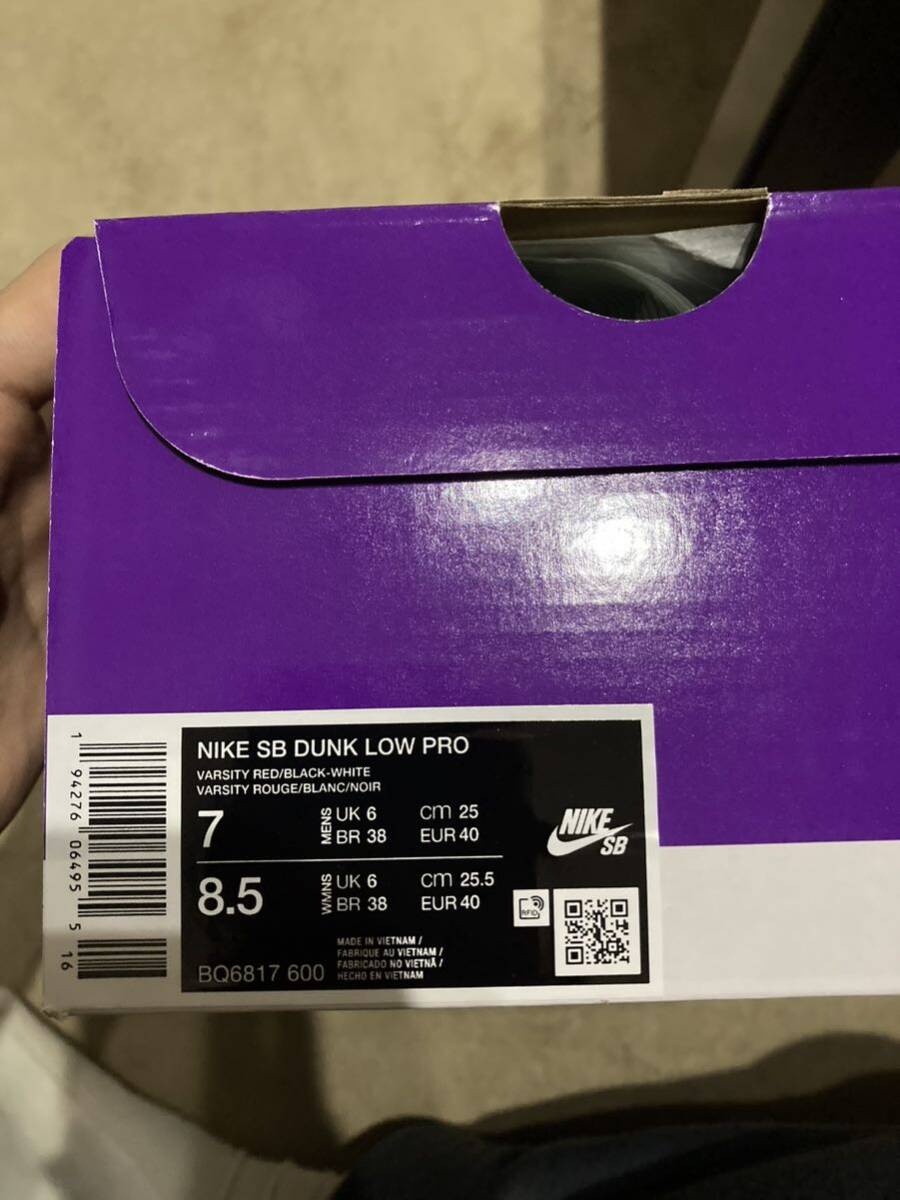 NIKE SB DUNK LOW PRO
VARSITY RED/BLACK-WHITE
VARSITY ROUGE/BLANC/NOIR
7 MENS UK 6 cm 25
BR 38 EUR 40
8.5 WMNS UK 6 cm 25.5
BR 38 EUR 40
NIKE
SB
RFID
MADE IN VIETNAM /
FABRIQUE AU VIETNAM /
FABRICADO NO VIETNÃ /
HECHO EN VIETNAM
BQ6817 600
1 94276 06495 5 16